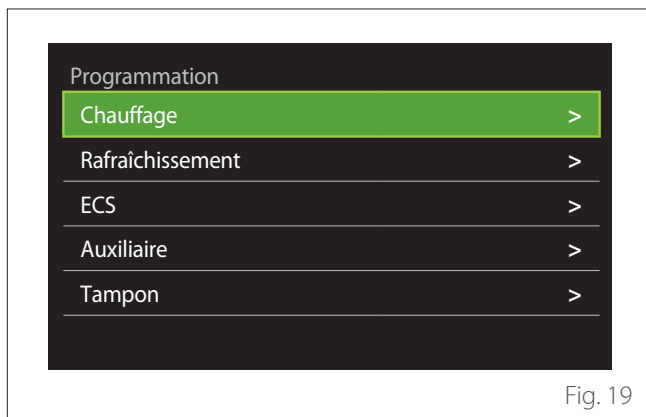 Programmation
Chauffage >
Rafraîchissement >
ECS >
Auxiliaire >
Tampon >
Fig. 19